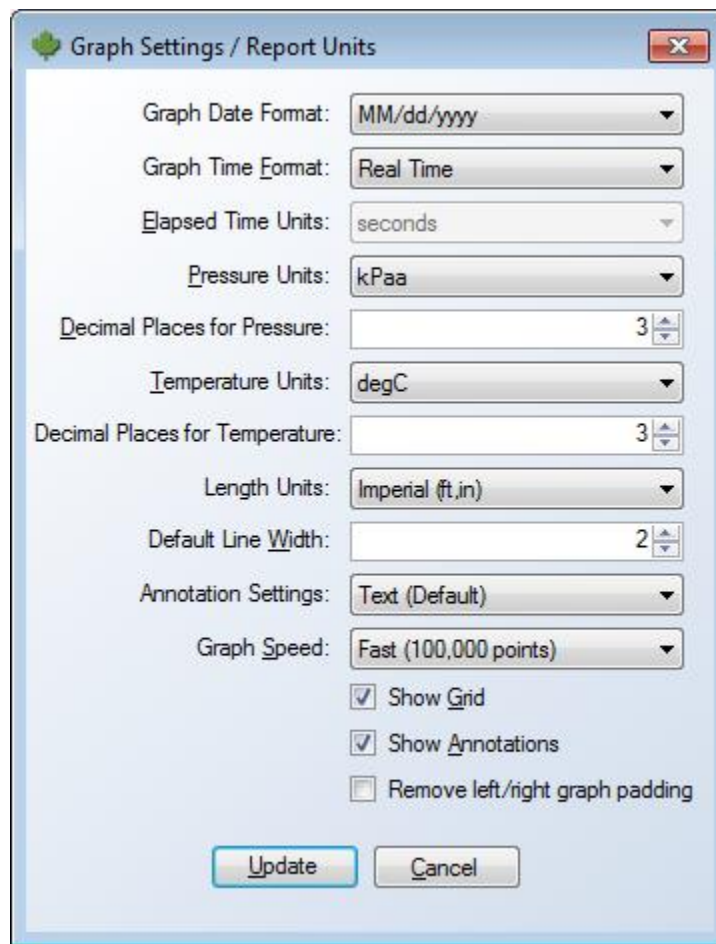 Graph Settings / Report Units
Graph Date Format: MM/dd/yyyy
Graph Time Format: Real Time
Elapsed Time Units: seconds
Pressure Units: kPaa
Decimal Places for Pressure: 3
Temperature Units: degC
Decimal Places for Temperature: 3
Length Units: Imperial (ft,in)
Default Line Width: 2
Annotation Settings: Text (Default)
Graph Speed: Fast (100,000 points)
Show Grid
Show Annotations
Remove left/right graph padding
Update Cancel